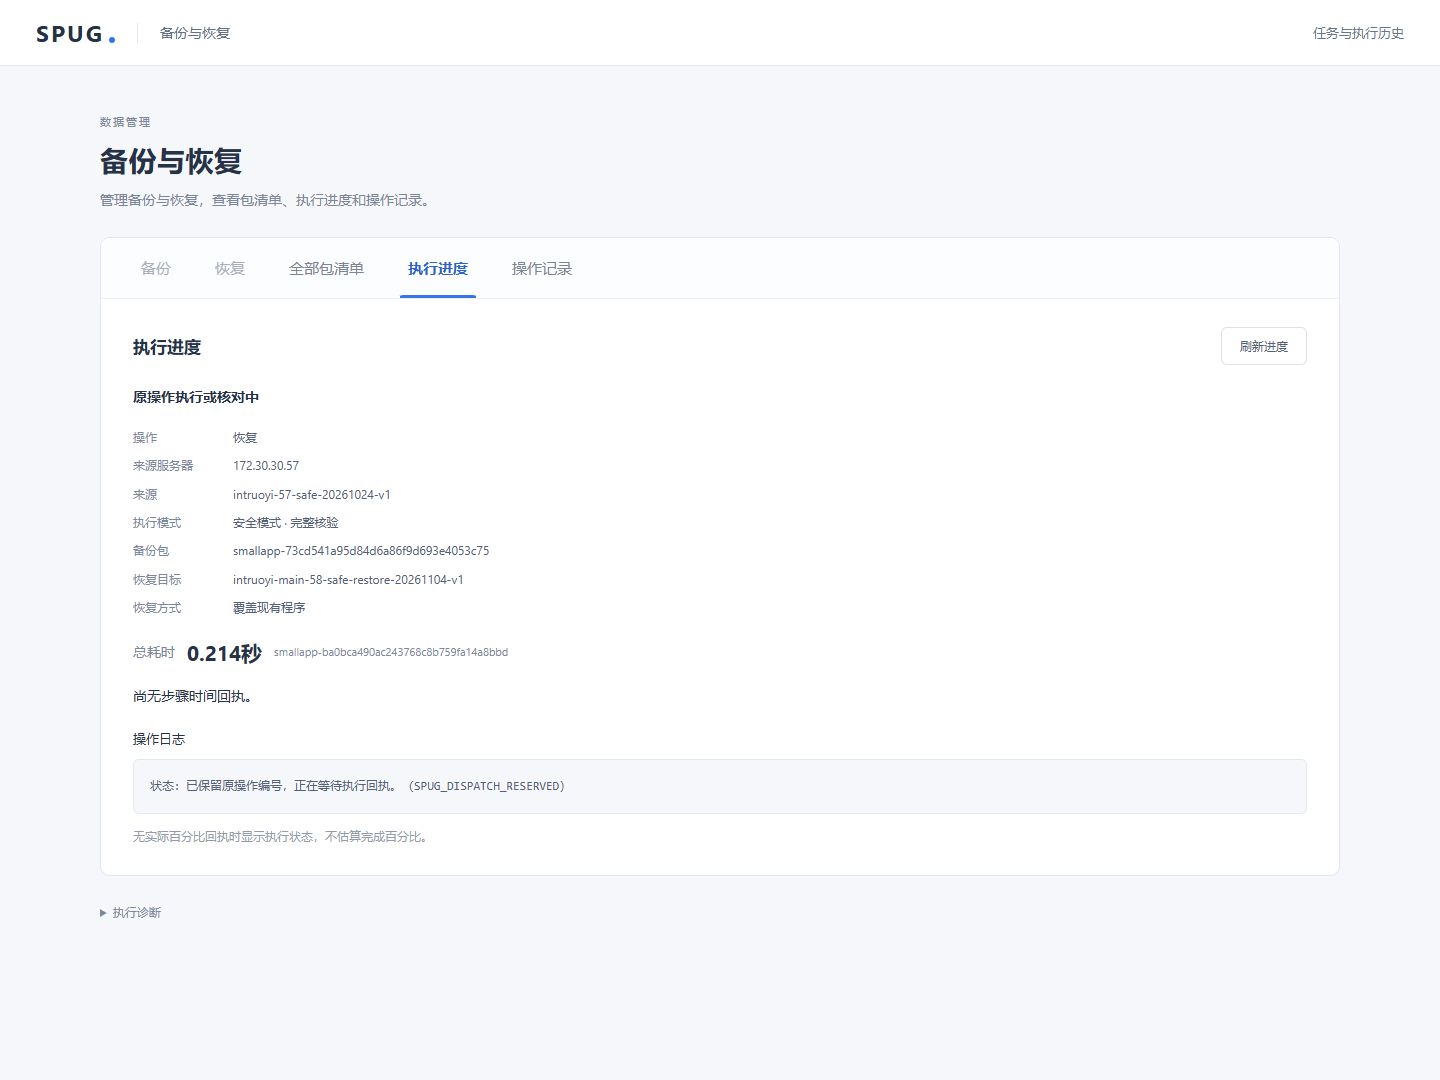 SPUG. 备份与恢复 任务与执行历史
数据管理
备份与恢复
管理备份与恢复，查看包清单、执行进度和操作记录。
备份 恢复 全部包清单 执行进度 操作记录
执行进度 刷新进度
原操作执行或核对中
操作 恢复
来源服务器 172.30.30.57
来源 intruoyi-57-safe-20261024-v1
执行模式 安全模式 · 完整核验
备份包 smallapp-73cd541a95d84d6a86f9d693e4053c75
恢复目标 intruoyi-main-58-safe-restore-20261104-v1
恢复方式 覆盖现有程序
总耗时 0.214秒 smallapp-ba0bca490ac243768c8b759fa14a8bbd
尚无步骤时间回执。
操作日志
状态：已保留原操作编号，正在等待执行回执。（SPUG_DISPATCH_RESERVED）
无实际百分比回执时显示执行状态，不估算完成百分比。
执行诊断